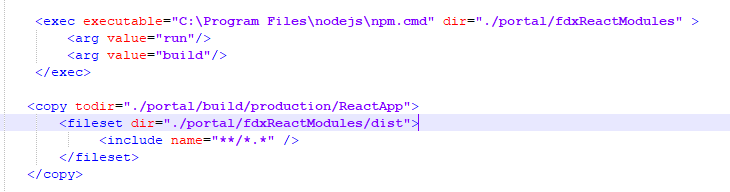 <exec executable="C:\Program Files\nodejs\npm.cmd" dir="./portal/fdxReactModules" >
<arg value="run"/>
<arg value="build"/>
</exec>
<copy todir="./portal/build/production/ReactApp">
<fileset dir="./portal/fdxReactModules/dist">
<include name="**/*.*" />
</fileset>
</copy>